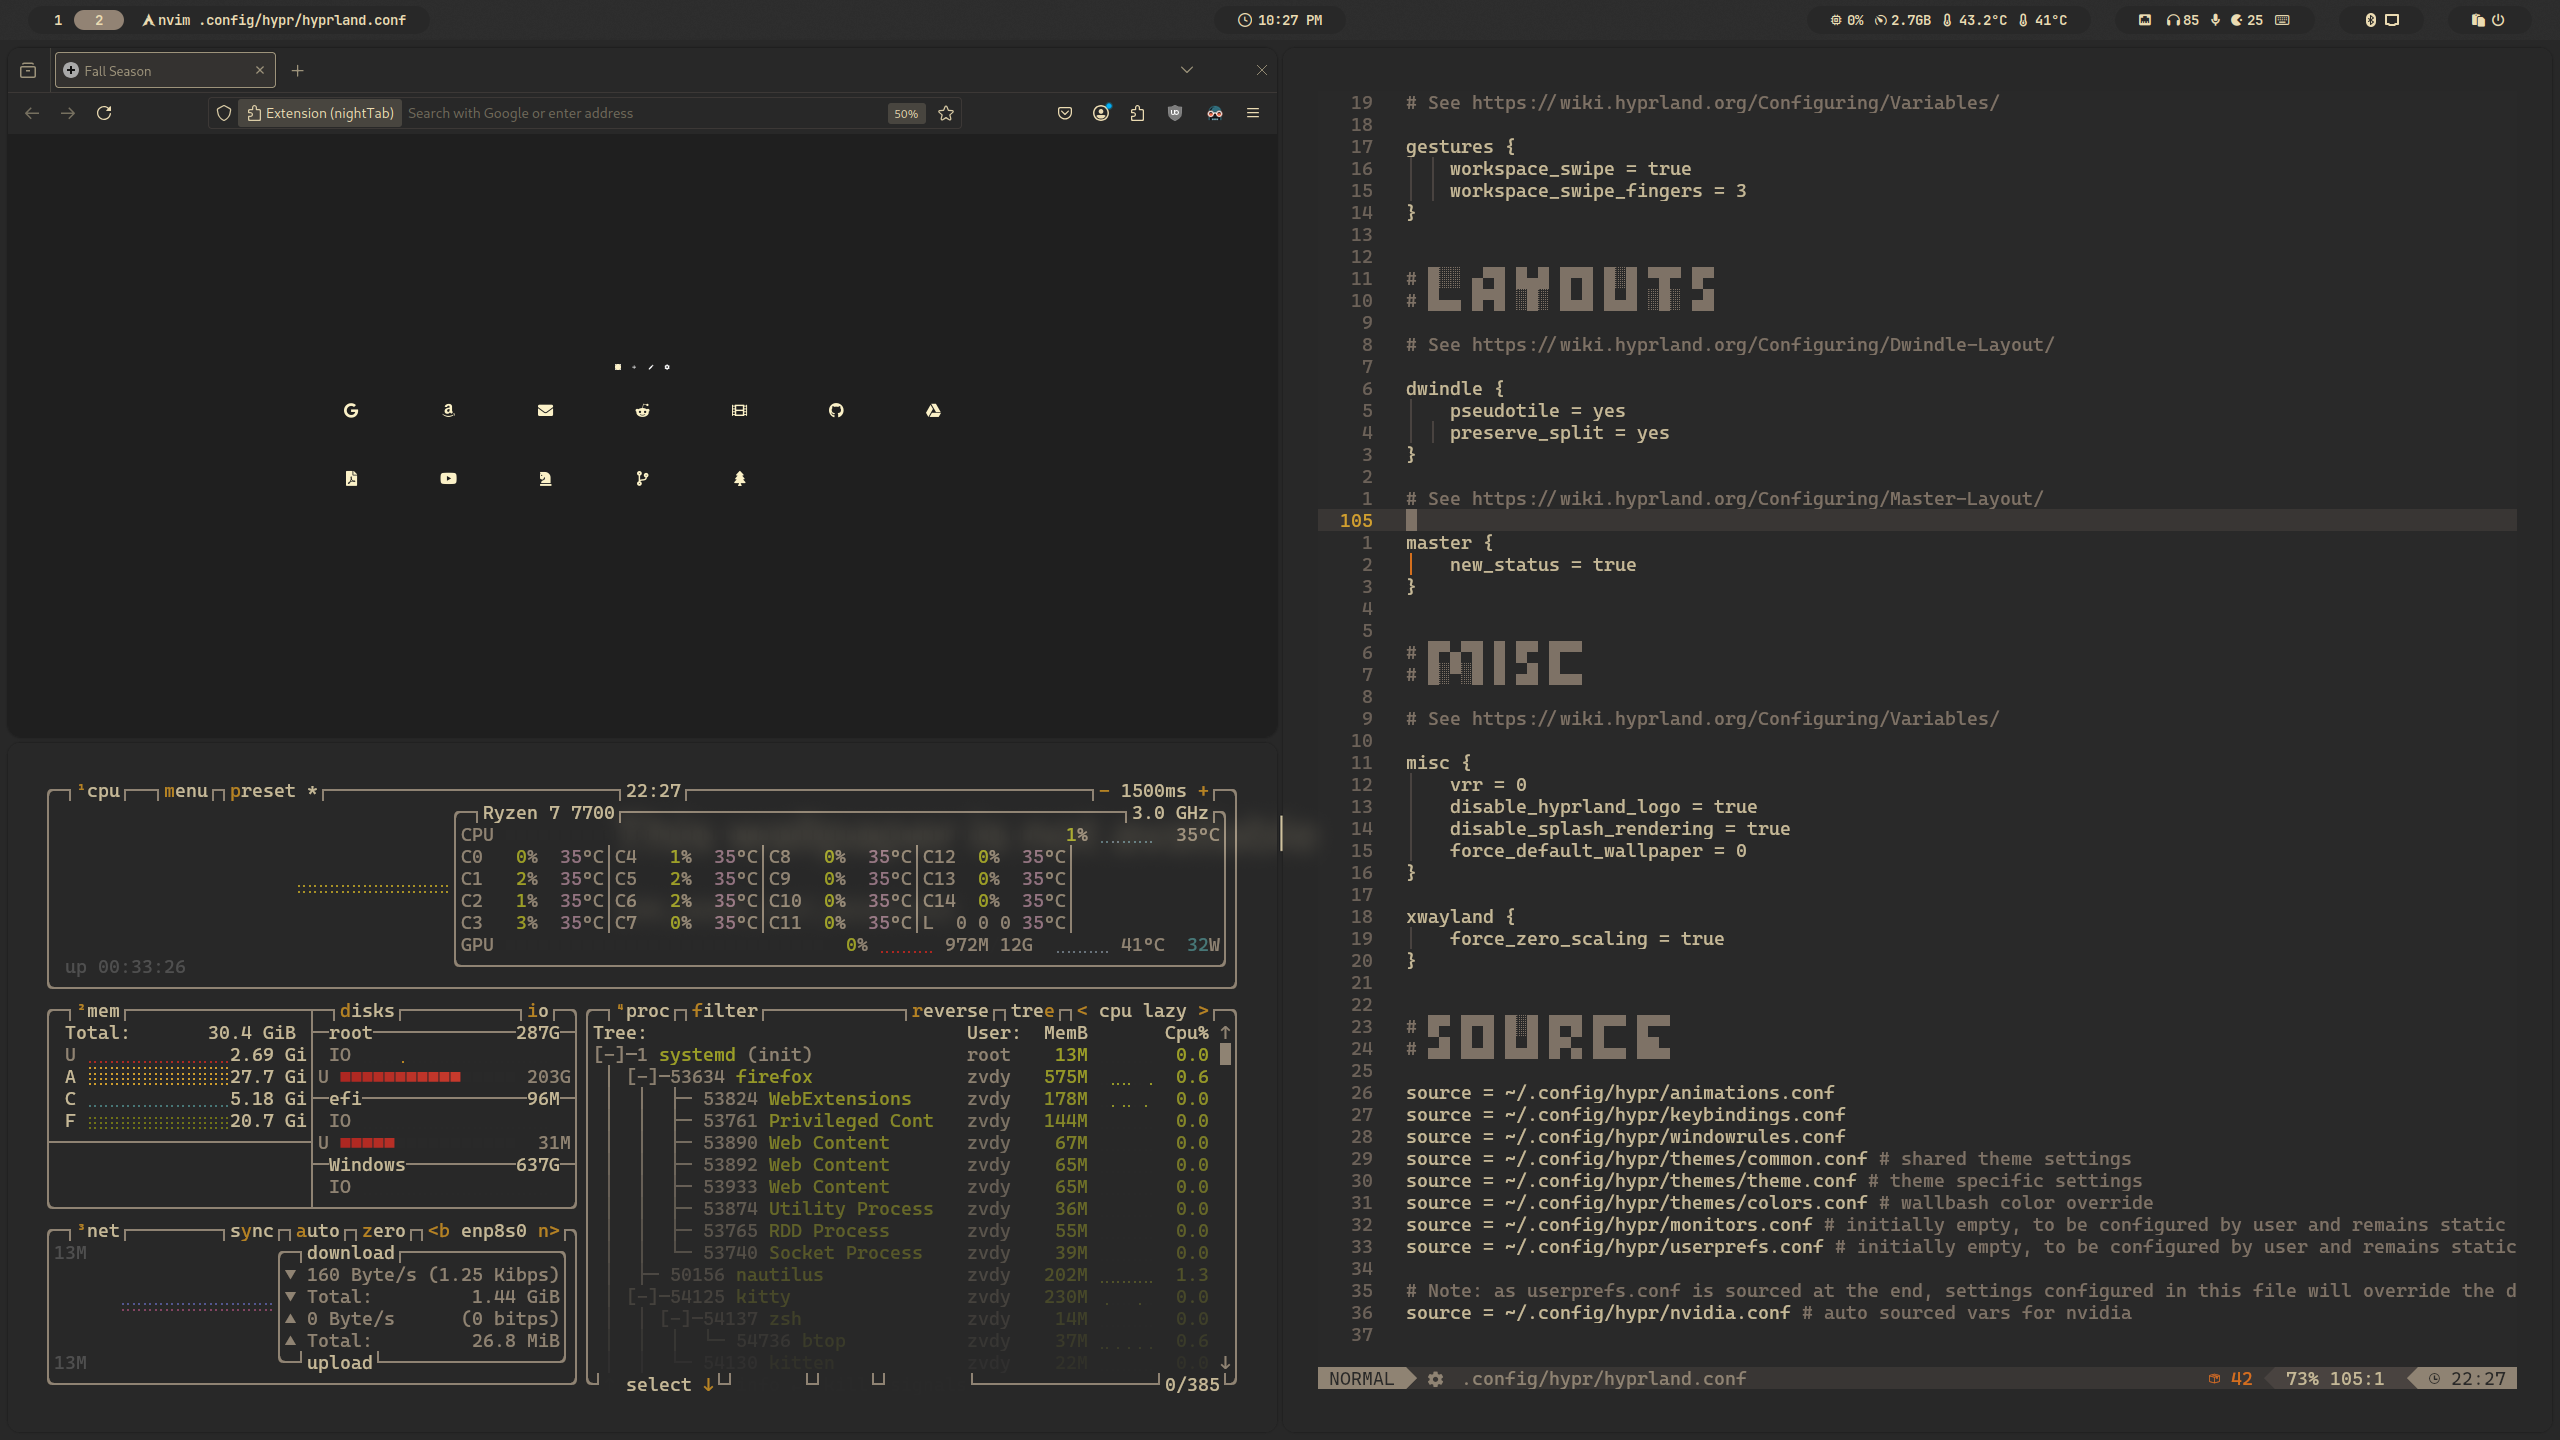 1 2 nvim .config/hypr/hyprland.conf
10:27 PM
0% 2.7GB 43.2°C 41°C
85 25
Fall Season
Extension (nightTab) Search with Google or enter address 50%
¹cpu menu preset * 22:27 - 1500ms +
Ryzen 7 7700 3.0 GHz
CPU 1% 35°C
C0 0% 35°C C4 1% 35°C C8 0% 35°C C12 0% 35°C
C1 2% 35°C C5 2% 35°C C9 0% 35°C C13 0% 35°C
C2 1% 35°C C6 2% 35°C C10 0% 35°C C14 0% 35°C
C3 3% 35°C C7 0% 35°C C11 0% 35°C L 0 0 0 35°C
GPU 0% 972M 12G 41°C 32W
up 00:33:26
²mem disks io
Total: 30.4 GiB root 287G
U 2.69 Gi IO
A 27.7 Gi U 203G
C 5.18 Gi efi 96M
F 20.7 Gi IO
U 31M
Windows 637G
IO
³net sync auto zero <b enp8s0 n>
13M download
▼ 160 Byte/s (1.25 Kibps)
▼ Total: 1.44 GiB
▲ 0 Byte/s (0 bitps)
▲ Total: 26.8 MiB
13M upload
⁴proc filter reverse tree < cpu lazy >
Tree: User: MemB Cpu% ↑
[-]─1 systemd (init) root 13M 0.0
[-]─53634 firefox zvdy 575M 0.6
53824 WebExtensions zvdy 178M 0.0
53761 Privileged Cont zvdy 144M 0.0
53890 Web Content zvdy 67M 0.0
53892 Web Content zvdy 65M 0.0
53933 Web Content zvdy 65M 0.0
53874 Utility Process zvdy 36M 0.0
53765 RDD Process zvdy 55M 0.0
53740 Socket Process zvdy 39M 0.0
50156 nautilus zvdy 202M 1.3
[-]─54125 kitty zvdy 230M 0.0
[-]─54137 zsh zvdy 14M 0.0
54736 btop zvdy 37M 0.6
54138 kitten zvdy 22M 0.0 ↓
select ↓ 0/385
19 # See https://wiki.hyprland.org/Configuring/Variables/
18
17 gestures {
16 workspace_swipe = true
15 workspace_swipe_fingers = 3
14 }
13
12
11 # LAYOUTS
10 #
9
8 # See https://wiki.hyprland.org/Configuring/Dwindle-Layout/
7
6 dwindle {
5 pseudotile = yes
4 preserve_split = yes
3 }
2
1 # See https://wiki.hyprland.org/Configuring/Master-Layout/
105
1 master {
2 new_status = true
3 }
4
5
6 # MISC
7 #
8
9 # See https://wiki.hyprland.org/Configuring/Variables/
10
11 misc {
12 vrr = 0
13 disable_hyprland_logo = true
14 disable_splash_rendering = true
15 force_default_wallpaper = 0
16 }
17
18 xwayland {
19 force_zero_scaling = true
20 }
21
22
23 # SOURCE
24 #
25
26 source = ~/.config/hypr/animations.conf
27 source = ~/.config/hypr/keybindings.conf
28 source = ~/.config/hypr/windowrules.conf
29 source = ~/.config/hypr/themes/common.conf # shared theme settings
30 source = ~/.config/hypr/themes/theme.conf # theme specific settings
31 source = ~/.config/hypr/themes/colors.conf # wallbash color override
32 source = ~/.config/hypr/monitors.conf # initially empty, to be configured by user and remains static
33 source = ~/.config/hypr/userprefs.conf # initially empty, to be configured by user and remains static
34
35 # Note: as userprefs.conf is sourced at the end, settings configured in this file will override the d
36 source = ~/.config/hypr/nvidia.conf # auto sourced vars for nvidia
37
NORMAL .config/hypr/hyprland.conf 42 73% 105:1 22:27